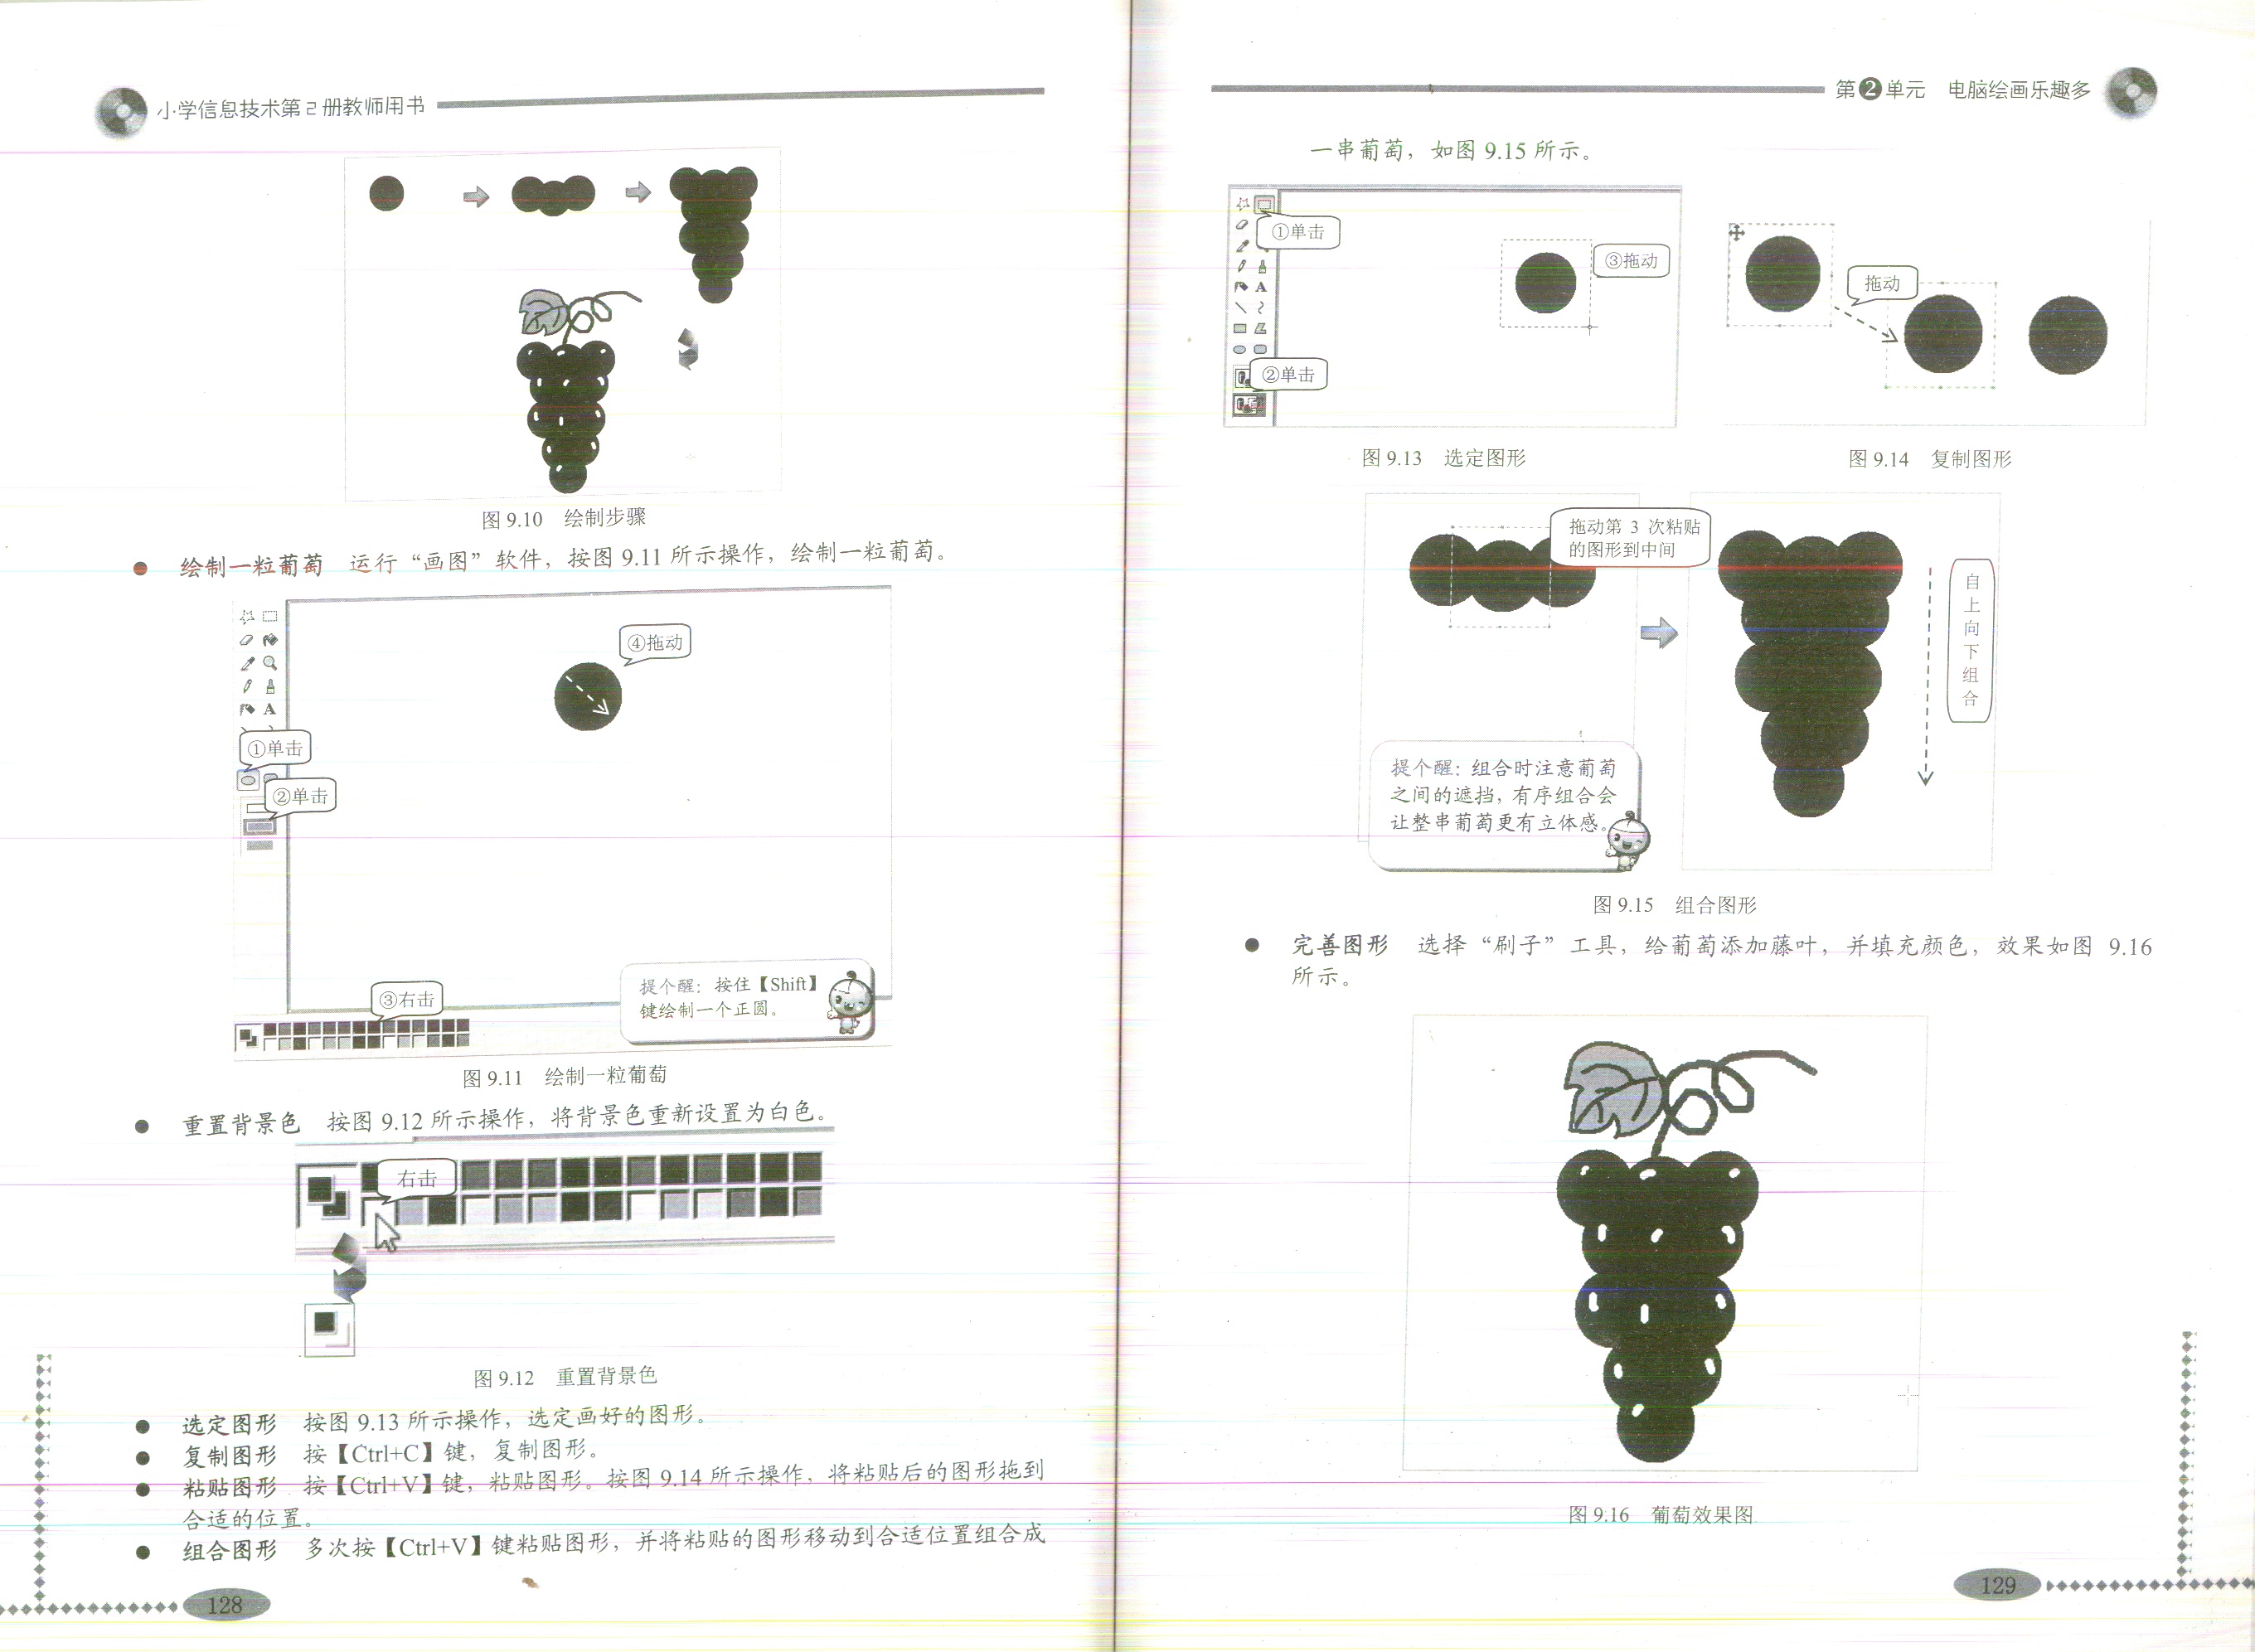 小学信息技术第2册教师用书
图 9.10 绘制步骤
● 绘制一粒葡萄 运行“画图”软件，按图 9.11 所示操作，绘制一粒葡萄。
④拖动
A
①单击
②单击
③右击
提个醒：按住【Shift】
键绘制一个正圆。
图 9.11 绘制一粒葡萄
● 重置背景色 按图 9.12 所示操作，将背景色重新设置为白色。
右击
图 9.12 重置背景色
● 选定图形 按图 9.13 所示操作，选定画好的图形。
● 复制图形 按【Ctrl+C】键，复制图形。
● 粘贴图形 按【Ctrl+V】键，粘贴图形。按图 9.14 所示操作，将粘贴后的图形拖到
合适的位置。
● 组合图形 多次按【Ctrl+V】键粘贴图形，并将粘贴的图形移动到合适位置组合成
128
第2单元 电脑绘画乐趣多
一串葡萄，如图 9.15 所示。
①单击
③拖动
A
②单击
拖动
图 9.13 选定图形
图 9.14 复制图形
拖动第 3 次粘贴
的图形到中间
自上向下组合
提个醒：组合时注意葡萄
之间的遮挡，有序组合会
让整串葡萄更有立体感。
图 9.15 组合图形
● 完善图形 选择“刷子”工具，给葡萄添加藤叶，并填充颜色，效果如图 9.16
所示。
图 9.16 葡萄效果图
129